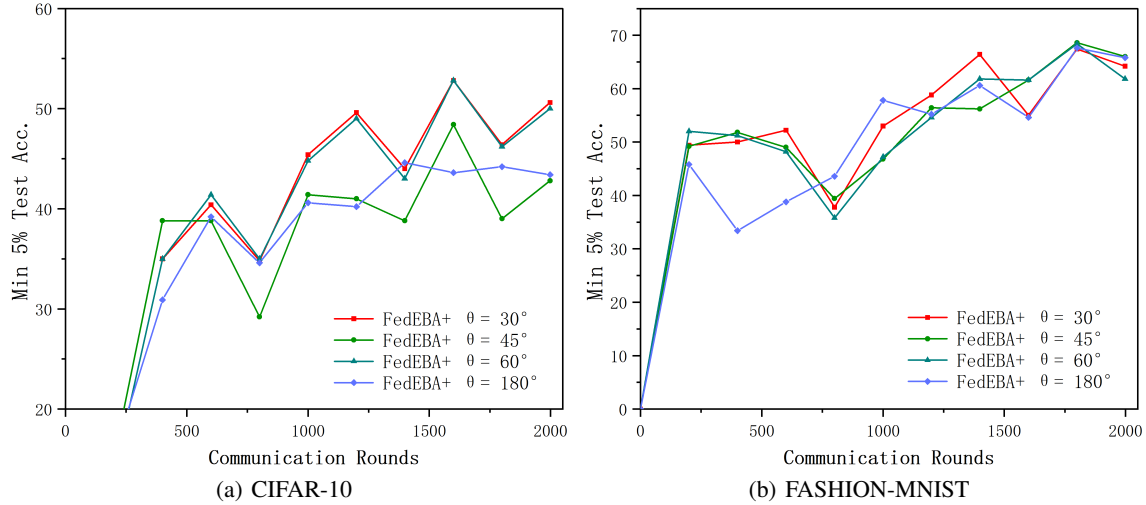 60
50
40
30
20
0
500
1000
1500
2000
Min 5% Test Acc.
Communication Rounds
FedEBA+ θ = 30°
FedEBA+ θ = 45°
FedEBA+ θ = 60°
FedEBA+ θ = 180°
(a) CIFAR-10
70
60
50
40
30
20
10
0
0
500
1000
1500
2000
Min 5% Test Acc.
Communication Rounds
FedEBA+ θ = 30°
FedEBA+ θ = 45°
FedEBA+ θ = 60°
FedEBA+ θ = 180°
(b) FASHION-MNIST